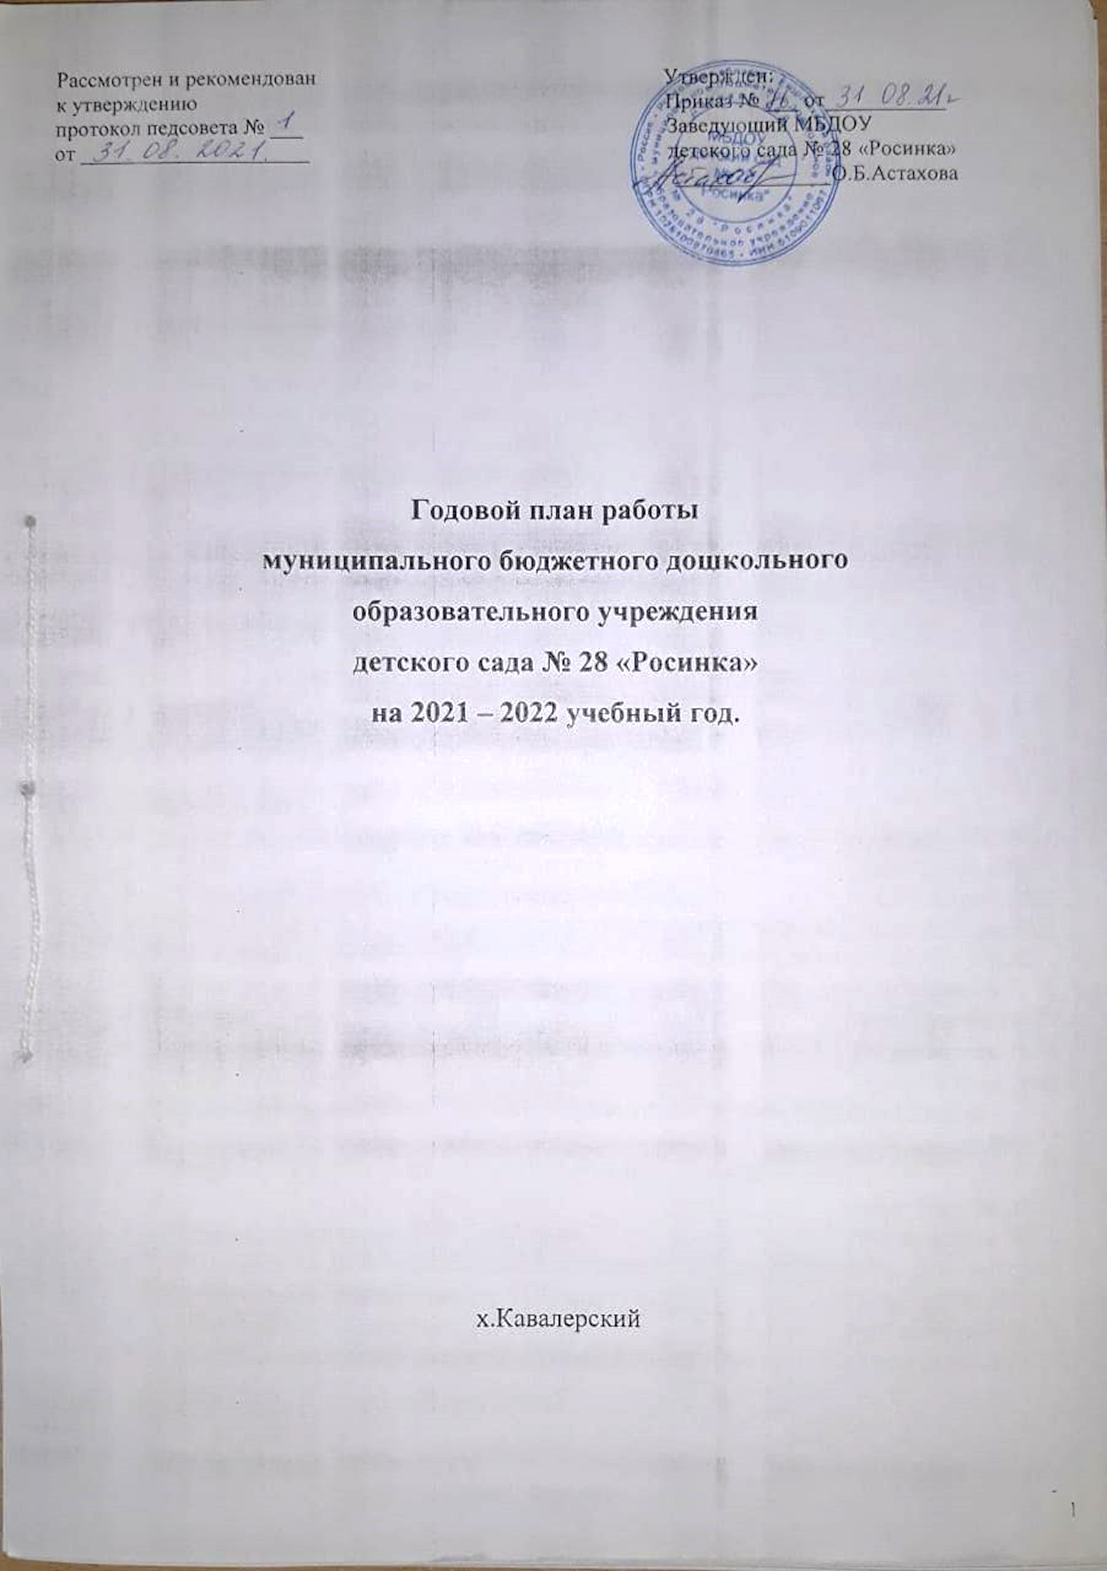 Рассмотрен и рекомендован
к утверждению
протокол педсовета № 1
от 31. 08. 2021.
Утвержден:
Приказ № от 31 08.21г
Заведующий МБДОУ
детского сада № 28 «Росинка»
О.Б.Астахова
МБДОУ
Росинка"
Годовой план работы
муниципального бюджетного дошкольного
образовательного учреждения
детского сада № 28 «Росинка»
на 2021 – 2022 учебный год.
х.Кавалерский
1